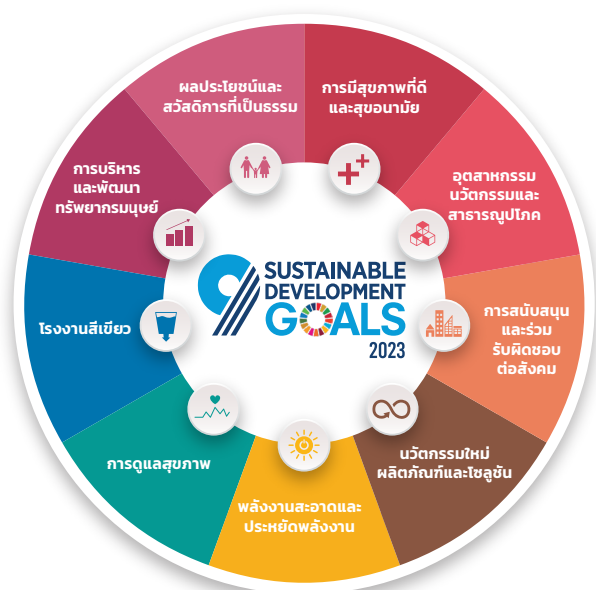 ผลประโยชน์และ
สวัสดิการที่เป็นธรรม
การมีสุขภาพที่ดี
และสุขอนามัย
อุตสาหกรรม
นวัตกรรมและ
สาธารณูปโภค
การสนับสนุน
และร่วม
รับผิดชอบ
ต่อสังคม
นวัตกรรมใหม่
ผลิตภัณฑ์และโซลูชัน
พลังงานสะอาดและ
ประหยัดพลังงาน
การดูแลสุขภาพ
โรงงานสีเขียว
การบริหาร
และพัฒนา
ทรัพยากรมนุษย์
9
SUSTAINABLE
DEVELOPMENT
GOALS
2023